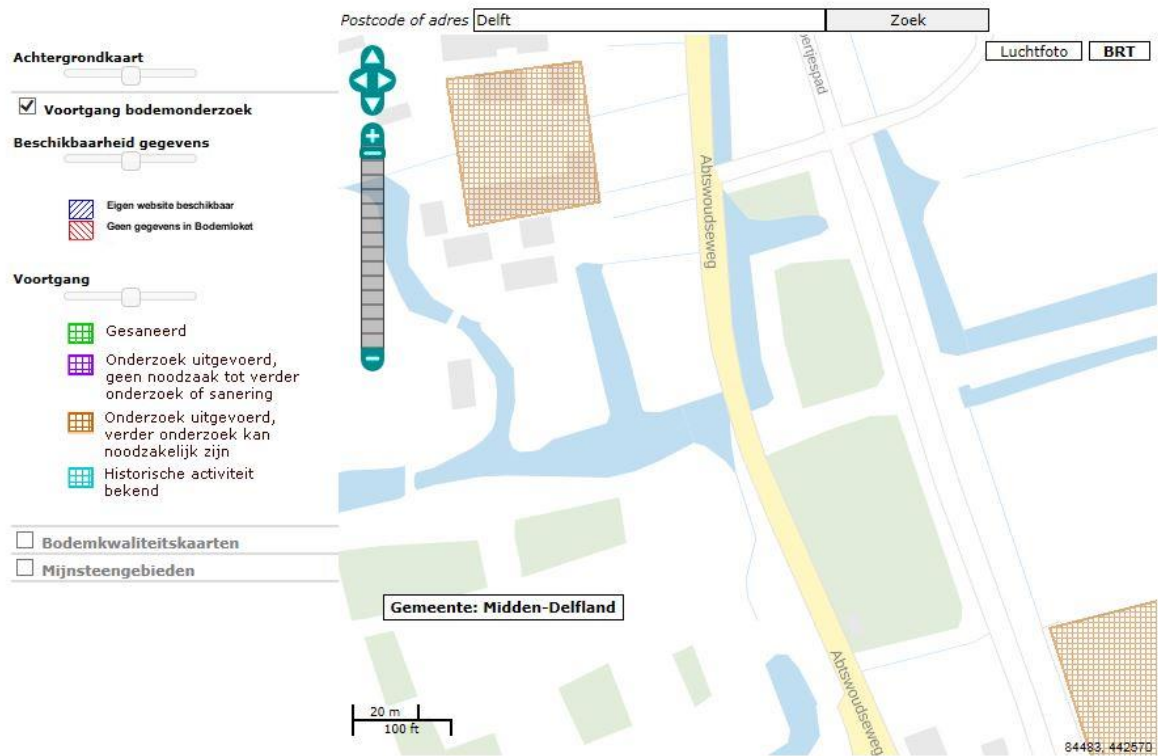 Postcode of adres Delft Zoek
Luchtfoto BRT
Achtergrondkaart
Voortgang bodemonderzoek
Beschikbaarheid gegevens
Eigen website beschikbaar
Geen gegevens in Bodemloket
Voortgang
Gesaneerd
Onderzoek uitgevoerd,
geen noodzaak tot verder
onderzoek of sanering
Onderzoek uitgevoerd,
verder onderzoek kan
noodzakelijk zijn
Historische activiteit
bekend
Bodemkwaliteitskaarten
Mijnsteengebieden
ertjespad
Abtswoudseweg
Gemeente: Midden-Delfland
Abtswoudseweg
20 m
100 ft
84483, 442570